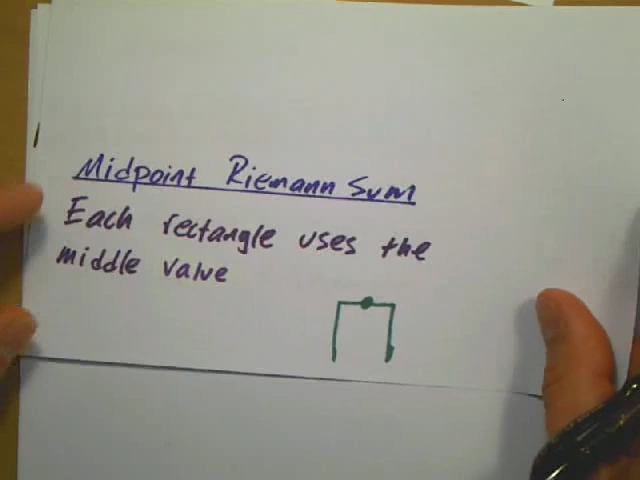 Midpoint Riemann Sum
Each rectangle uses the
middle value